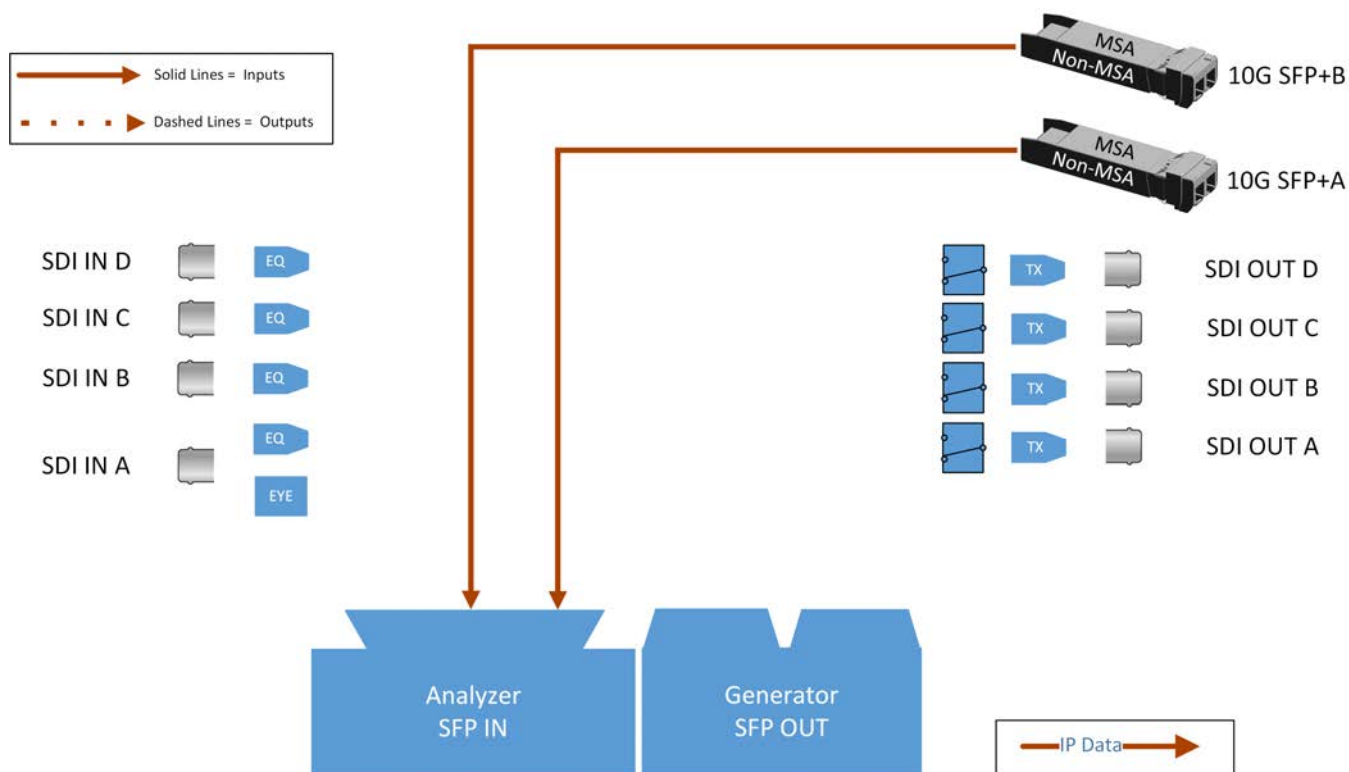 Solid Lines = Inputs
Dashed Lines = Outputs
MSA
Non-MSA
10G SFP+B
MSA
Non-MSA
10G SFP+A
SDI IN D
EQ
TX
SDI OUT D
SDI IN C
EQ
TX
SDI OUT C
SDI IN B
EQ
TX
SDI OUT B
EQ
SDI IN A
EYE
TX
SDI OUT A
Analyzer
SFP IN
Generator
SFP OUT
IP Data